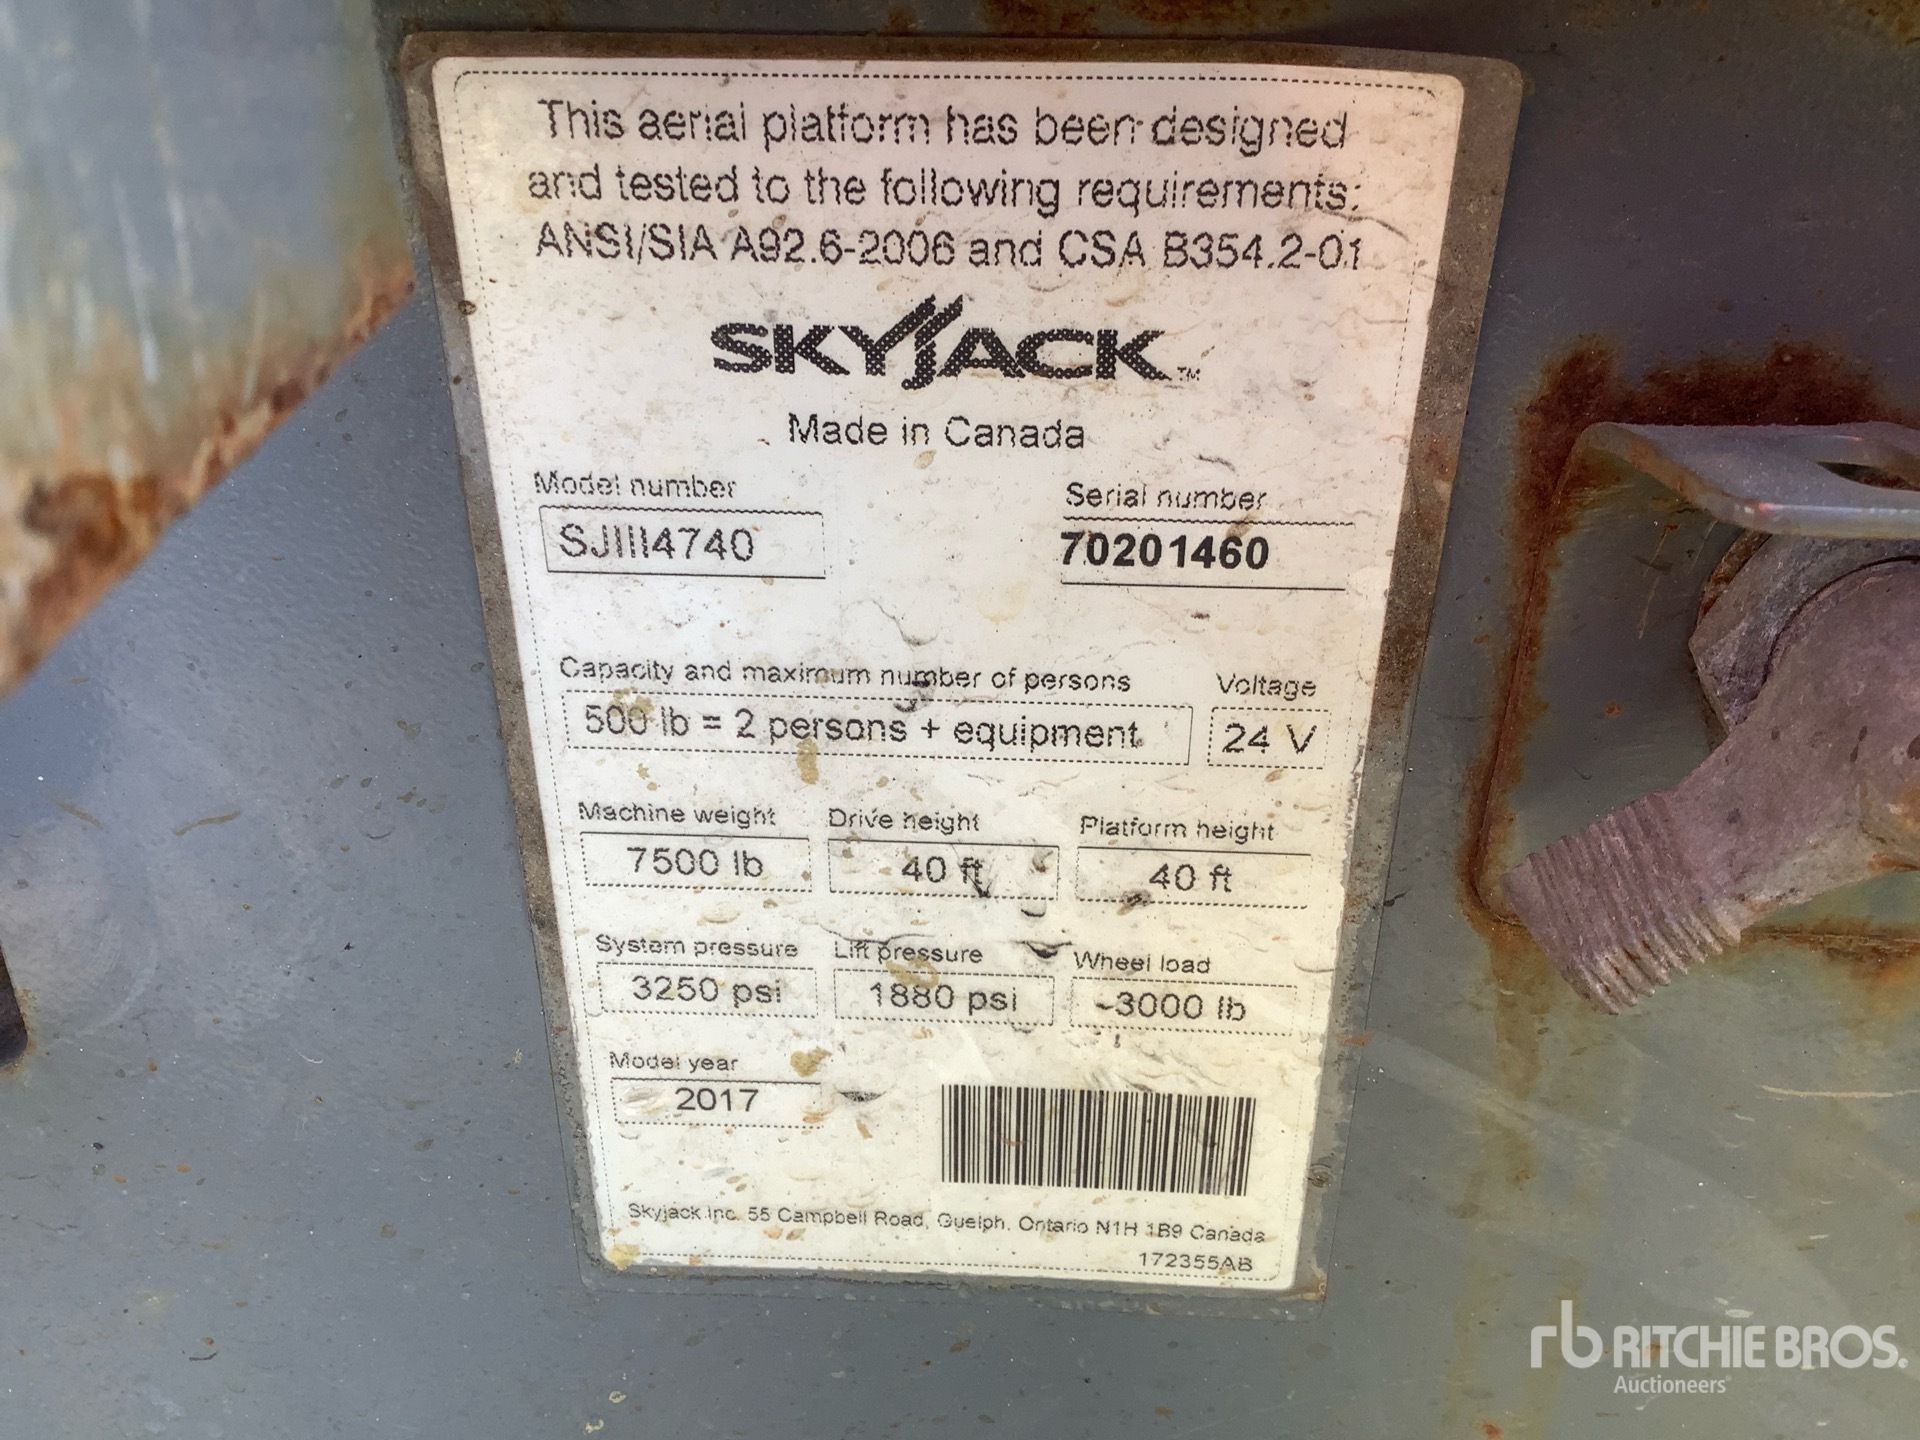 This aerial platform has been designed
and tested to the following requirements:
ANSI/SIA A92.6-2006 and CSA B354.2-01
SKYJACK™
Made in Canada
Model number Serial number
SJIII4740 70201460
Capacity and maximum number of persons Voltage
500 lb = 2 persons + equipment 24 V
Machine weight Drive height Platform height
7500 lb 40 ft 40 ft
System pressure Lift pressure Wheel load
3250 psi 1880 psi 3000 lb
Model year
2017
Skyjack Inc. 55 Campbell Road, Guelph, Ontario N1H 1B9 Canada
172355AB
rb RITCHIE BROS.
Auctioneers